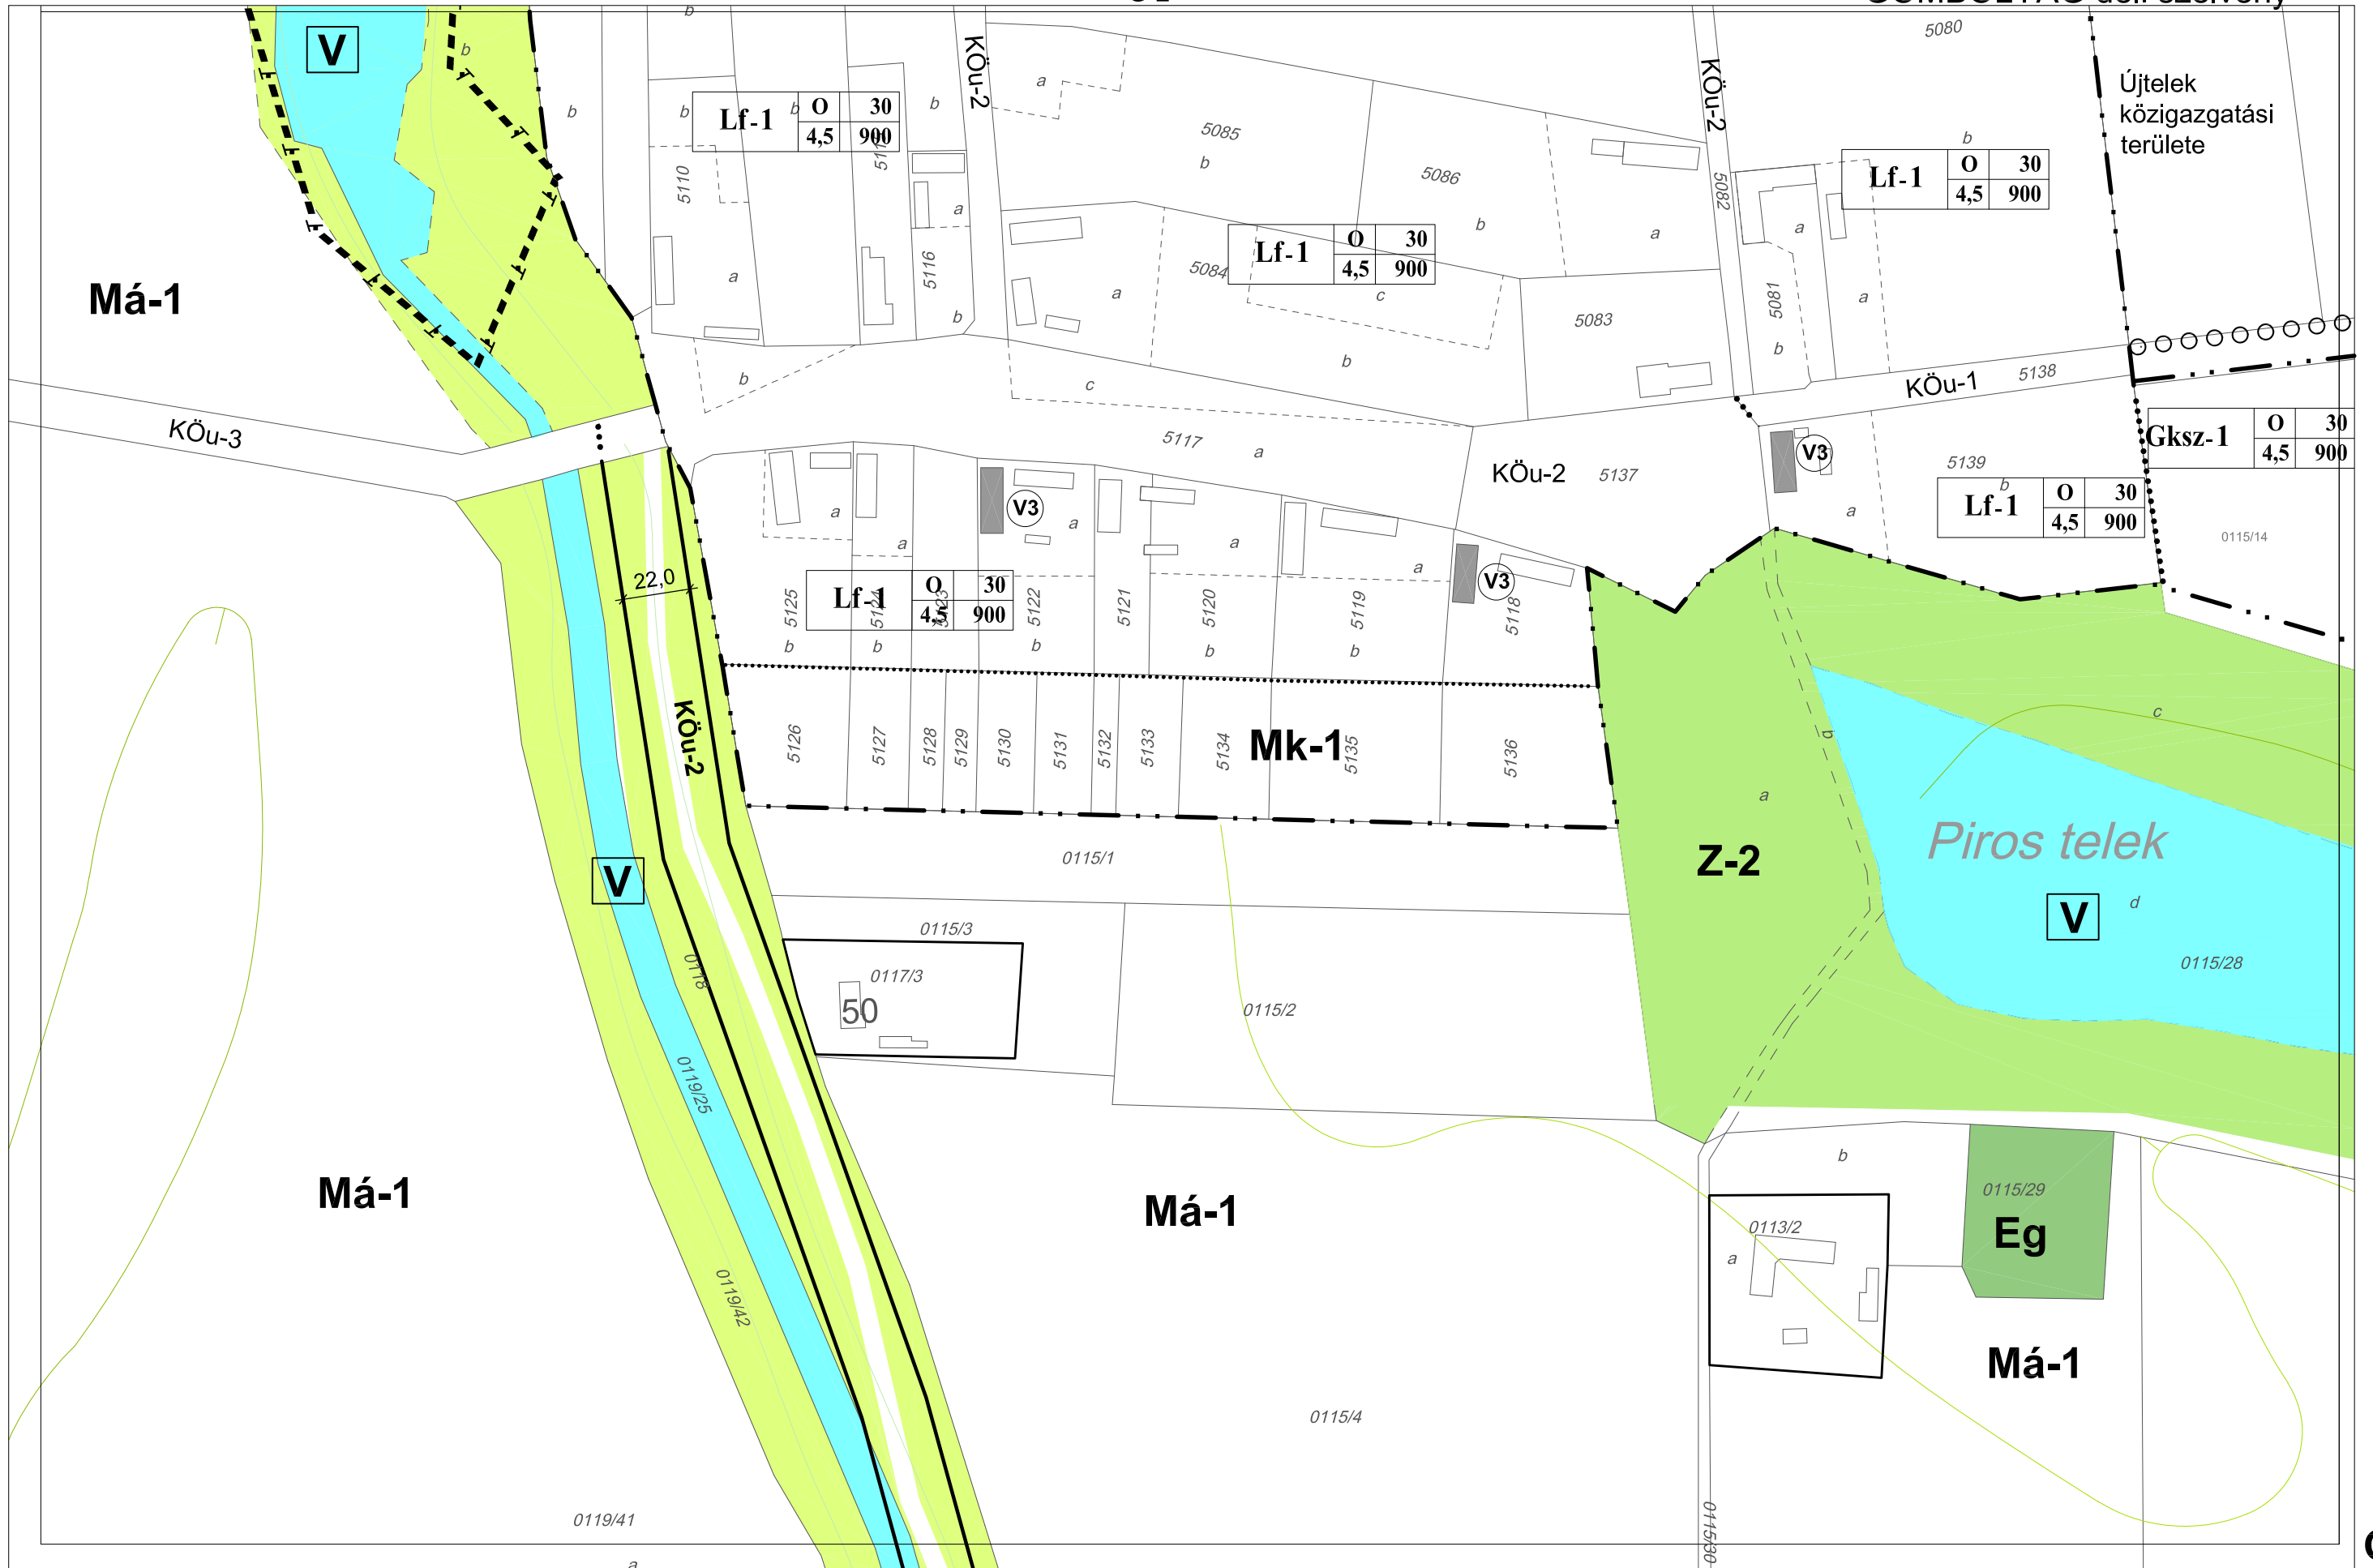 V
b
b
b
b
b
b
KÖu-2
a
KÖu-2
5080
Újtelek
közigazgatási
területe
Lf-1 O 30
4,5 900
5085
b
5086
b
a
b
Lf-1 O 30
4,5 900
5110
5082
5116
a
b
a
Má-1
5084
a
Lf-1 O 30
4,5 900
c
b
5083
5081
a
b
a
KÖu-3
b
c
5117
a
KÖu-1
5138
KÖu-2
5137
V3
5139
b
a
Gksz-1 O 30
4,5 900
Lf-1 O 30
4,5 900
0115/14
a
a
V3
a
a
a
V3
22,0
Lf-1 O 30
4,5 900
5125
5124
5123
5122
5121
5120
5119
5118
b
b
b
b
b
KÖu-2
5126
5127
5128
5129
5130
5131
5132
5133
5134
Mk-1
5135
5136
b
c
a
Piros telek
Z-2
V
d
0115/28
V
0115/1
0115/3
0118
0117/3
50
0115/2
0119/25
Má-1
Má-1
0119/42
b
0113/2
a
0115/29
Eg
Má-1
0115/4
0119/41
a
0115/30